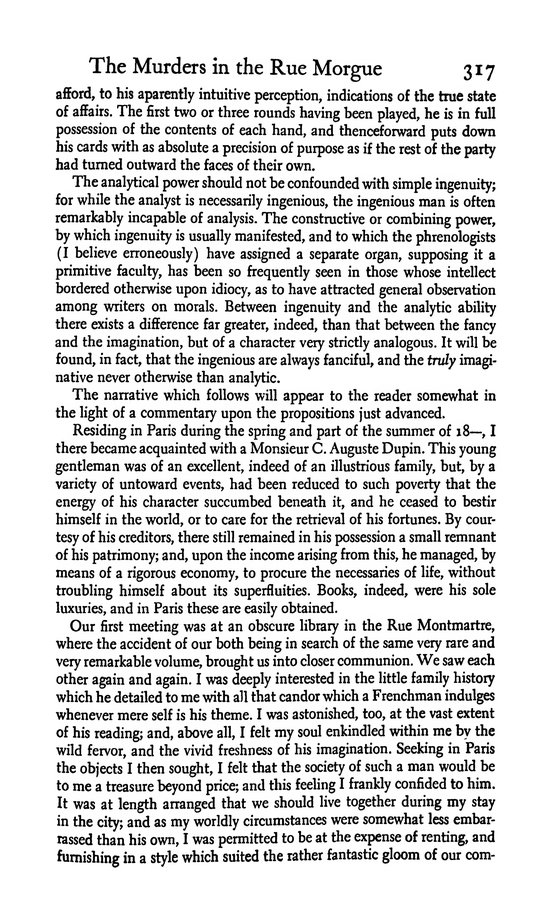 The Murders in the Rue Morgue 317
afford, to his aparently intuitive perception, indications of the true state
of affairs. The first two or three rounds having been played, he is in full
possession of the contents of each hand, and thenceforward puts down
his cards with as absolute a precision of purpose as if the rest of the party
had turned outward the faces of their own.
The analytical power should not be confounded with simple ingenuity;
for while the analyst is necessarily ingenious, the ingenious man is often
remarkably incapable of analysis. The constructive or combining power,
by which ingenuity is usually manifested, and to which the phrenologists
(I believe erroneously) have assigned a separate organ, supposing it a
primitive faculty, has been so frequently seen in those whose intellect
bordered otherwise upon idiocy, as to have attracted general observation
among writers on morals. Between ingenuity and the analytic ability
there exists a difference far greater, indeed, than that between the fancy
and the imagination, but of a character very strictly analogous. It will be
found, in fact, that the ingenious are always fanciful, and the truly imagi-
native never otherwise than analytic.
The narrative which follows will appear to the reader somewhat in
the light of a commentary upon the propositions just advanced.
Residing in Paris during the spring and part of the summer of 18—, I
there became acquainted with a Monsieur C. Auguste Dupin. This young
gentleman was of an excellent, indeed of an illustrious family, but, by a
variety of untoward events, had been reduced to such poverty that the
energy of his character succumbed beneath it, and he ceased to bestir
himself in the world, or to care for the retrieval of his fortunes. By cour-
tesy of his creditors, there still remained in his possession a small remnant
of his patrimony; and, upon the income arising from this, he managed, by
means of a rigorous economy, to procure the necessaries of life, without
troubling himself about its superfluities. Books, indeed, were his sole
luxuries, and in Paris these are easily obtained.
Our first meeting was at an obscure library in the Rue Montmartre,
where the accident of our both being in search of the same very rare and
very remarkable volume, brought us into closer communion. We saw each
other again and again. I was deeply interested in the little family history
which he detailed to me with all that candor which a Frenchman indulges
whenever mere self is his theme. I was astonished, too, at the vast extent
of his reading; and, above all, I felt my soul enkindled within me by the
wild fervor, and the vivid freshness of his imagination. Seeking in Paris
the objects I then sought, I felt that the society of such a man would be
to me a treasure beyond price; and this feeling I frankly confided to him.
It was at length arranged that we should live together during my stay
in the city; and as my worldly circumstances were somewhat less embar-
rassed than his own, I was permitted to be at the expense of renting, and
furnishing in a style which suited the rather fantastic gloom of our com-